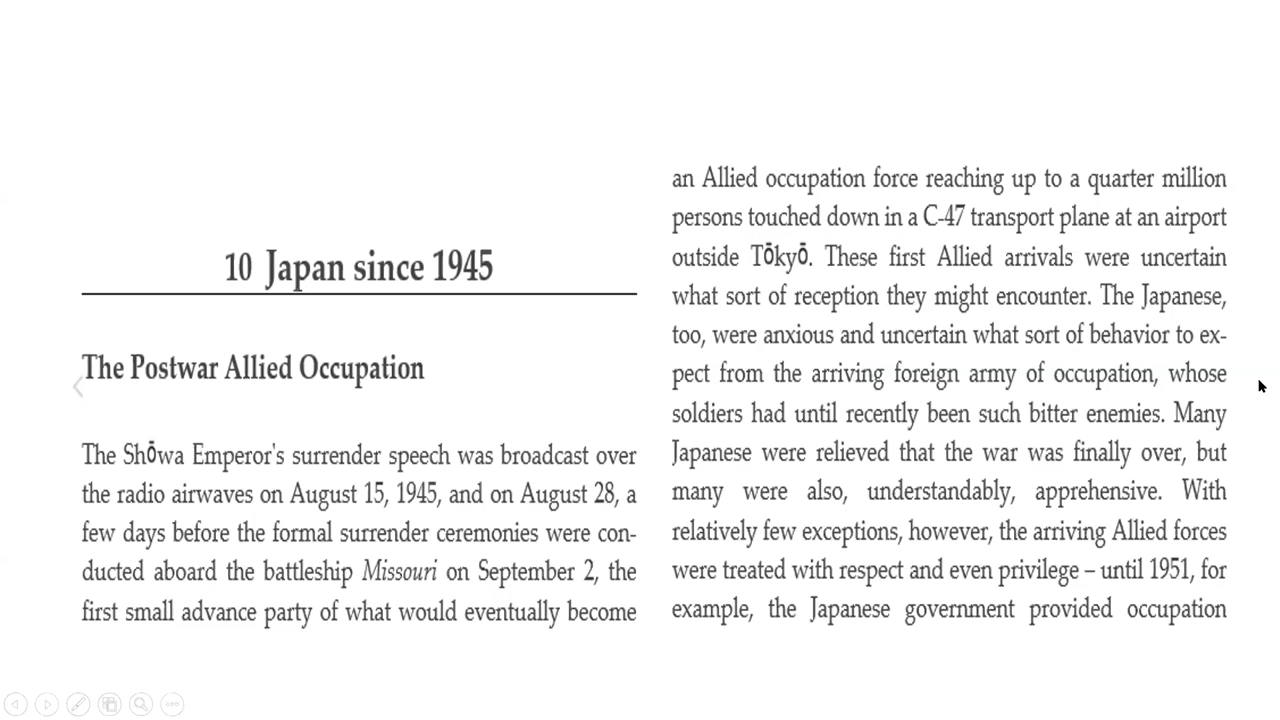 10 Japan since 1945
The Postwar Allied Occupation
The Shōwa Emperor's surrender speech was broadcast over
the radio airwaves on August 15, 1945, and on August 28, a
few days before the formal surrender ceremonies were con-
ducted aboard the battleship Missouri on September 2, the
first small advance party of what would eventually become
an Allied occupation force reaching up to a quarter million
persons touched down in a C-47 transport plane at an airport
outside Tōkyō. These first Allied arrivals were uncertain
what sort of reception they might encounter. The Japanese,
too, were anxious and uncertain what sort of behavior to ex-
pect from the arriving foreign army of occupation, whose
soldiers had until recently been such bitter enemies. Many
Japanese were relieved that the war was finally over, but
many were also, understandably, apprehensive. With
relatively few exceptions, however, the arriving Allied forces
were treated with respect and even privilege – until 1951, for
example, the Japanese government provided occupation